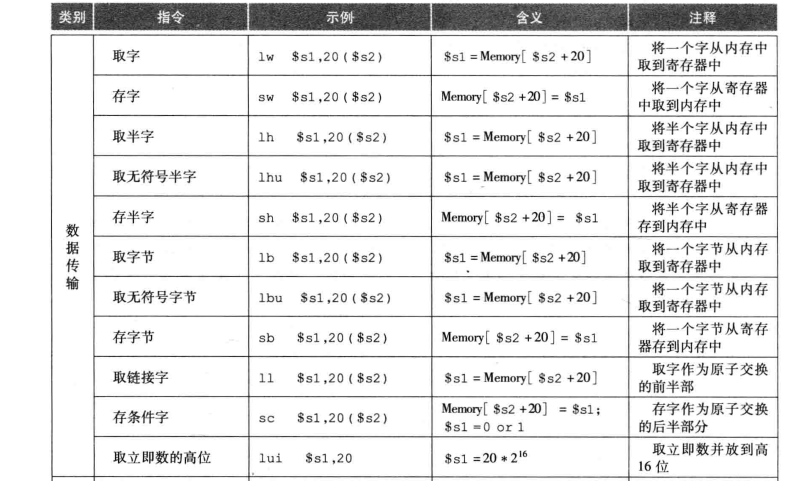 类别 指令 示例 含义 注释
数据传输
取字 lw $s1,20($s2) $s1=Memory[$s2+20] 将一个字从内存中
取到寄存器中
存字 sw $s1,20($s2) Memory[$s2+20]=$s1 将一个字从寄存器
中取到内存中
取半字 lh $s1,20($s2) $s1=Memory[$s2+20] 将半个字从内存中
取到寄存器中
取无符号半字 lhu $s1,20($s2) $s1=Memory[$s2+20] 将半个字从内存中
取到寄存器中
存半字 sh $s1,20($s2) Memory[$s2+20]= $s1 将半个字从寄存器
存到内存中
取字节 lb $s1,20($s2) $s1=Memory[$s2+20] 将一个字节从内存
取到寄存器中
取无符号字节 lbu $s1,20($s2) $s1=Memory[$s2+20] 将一个字节从内存
取到寄存器中
存字节 sb $s1,20($s2) Memory[$s2+20]=$s1 将一个字节从寄存
器存到内存中
取链接字 ll $s1,20($s2) $s1=Memory[$s2+20] 取字作为原子交换
的前半部
存条件字 sc $s1,20($s2) Memory[$s2+20] =$s1; 存字作为原子交换
$s1=0 or 1 的后半部分
取立即数的高位 lui $s1,20 $s1=20*2¹⁶ 取立即数并放到高
16位